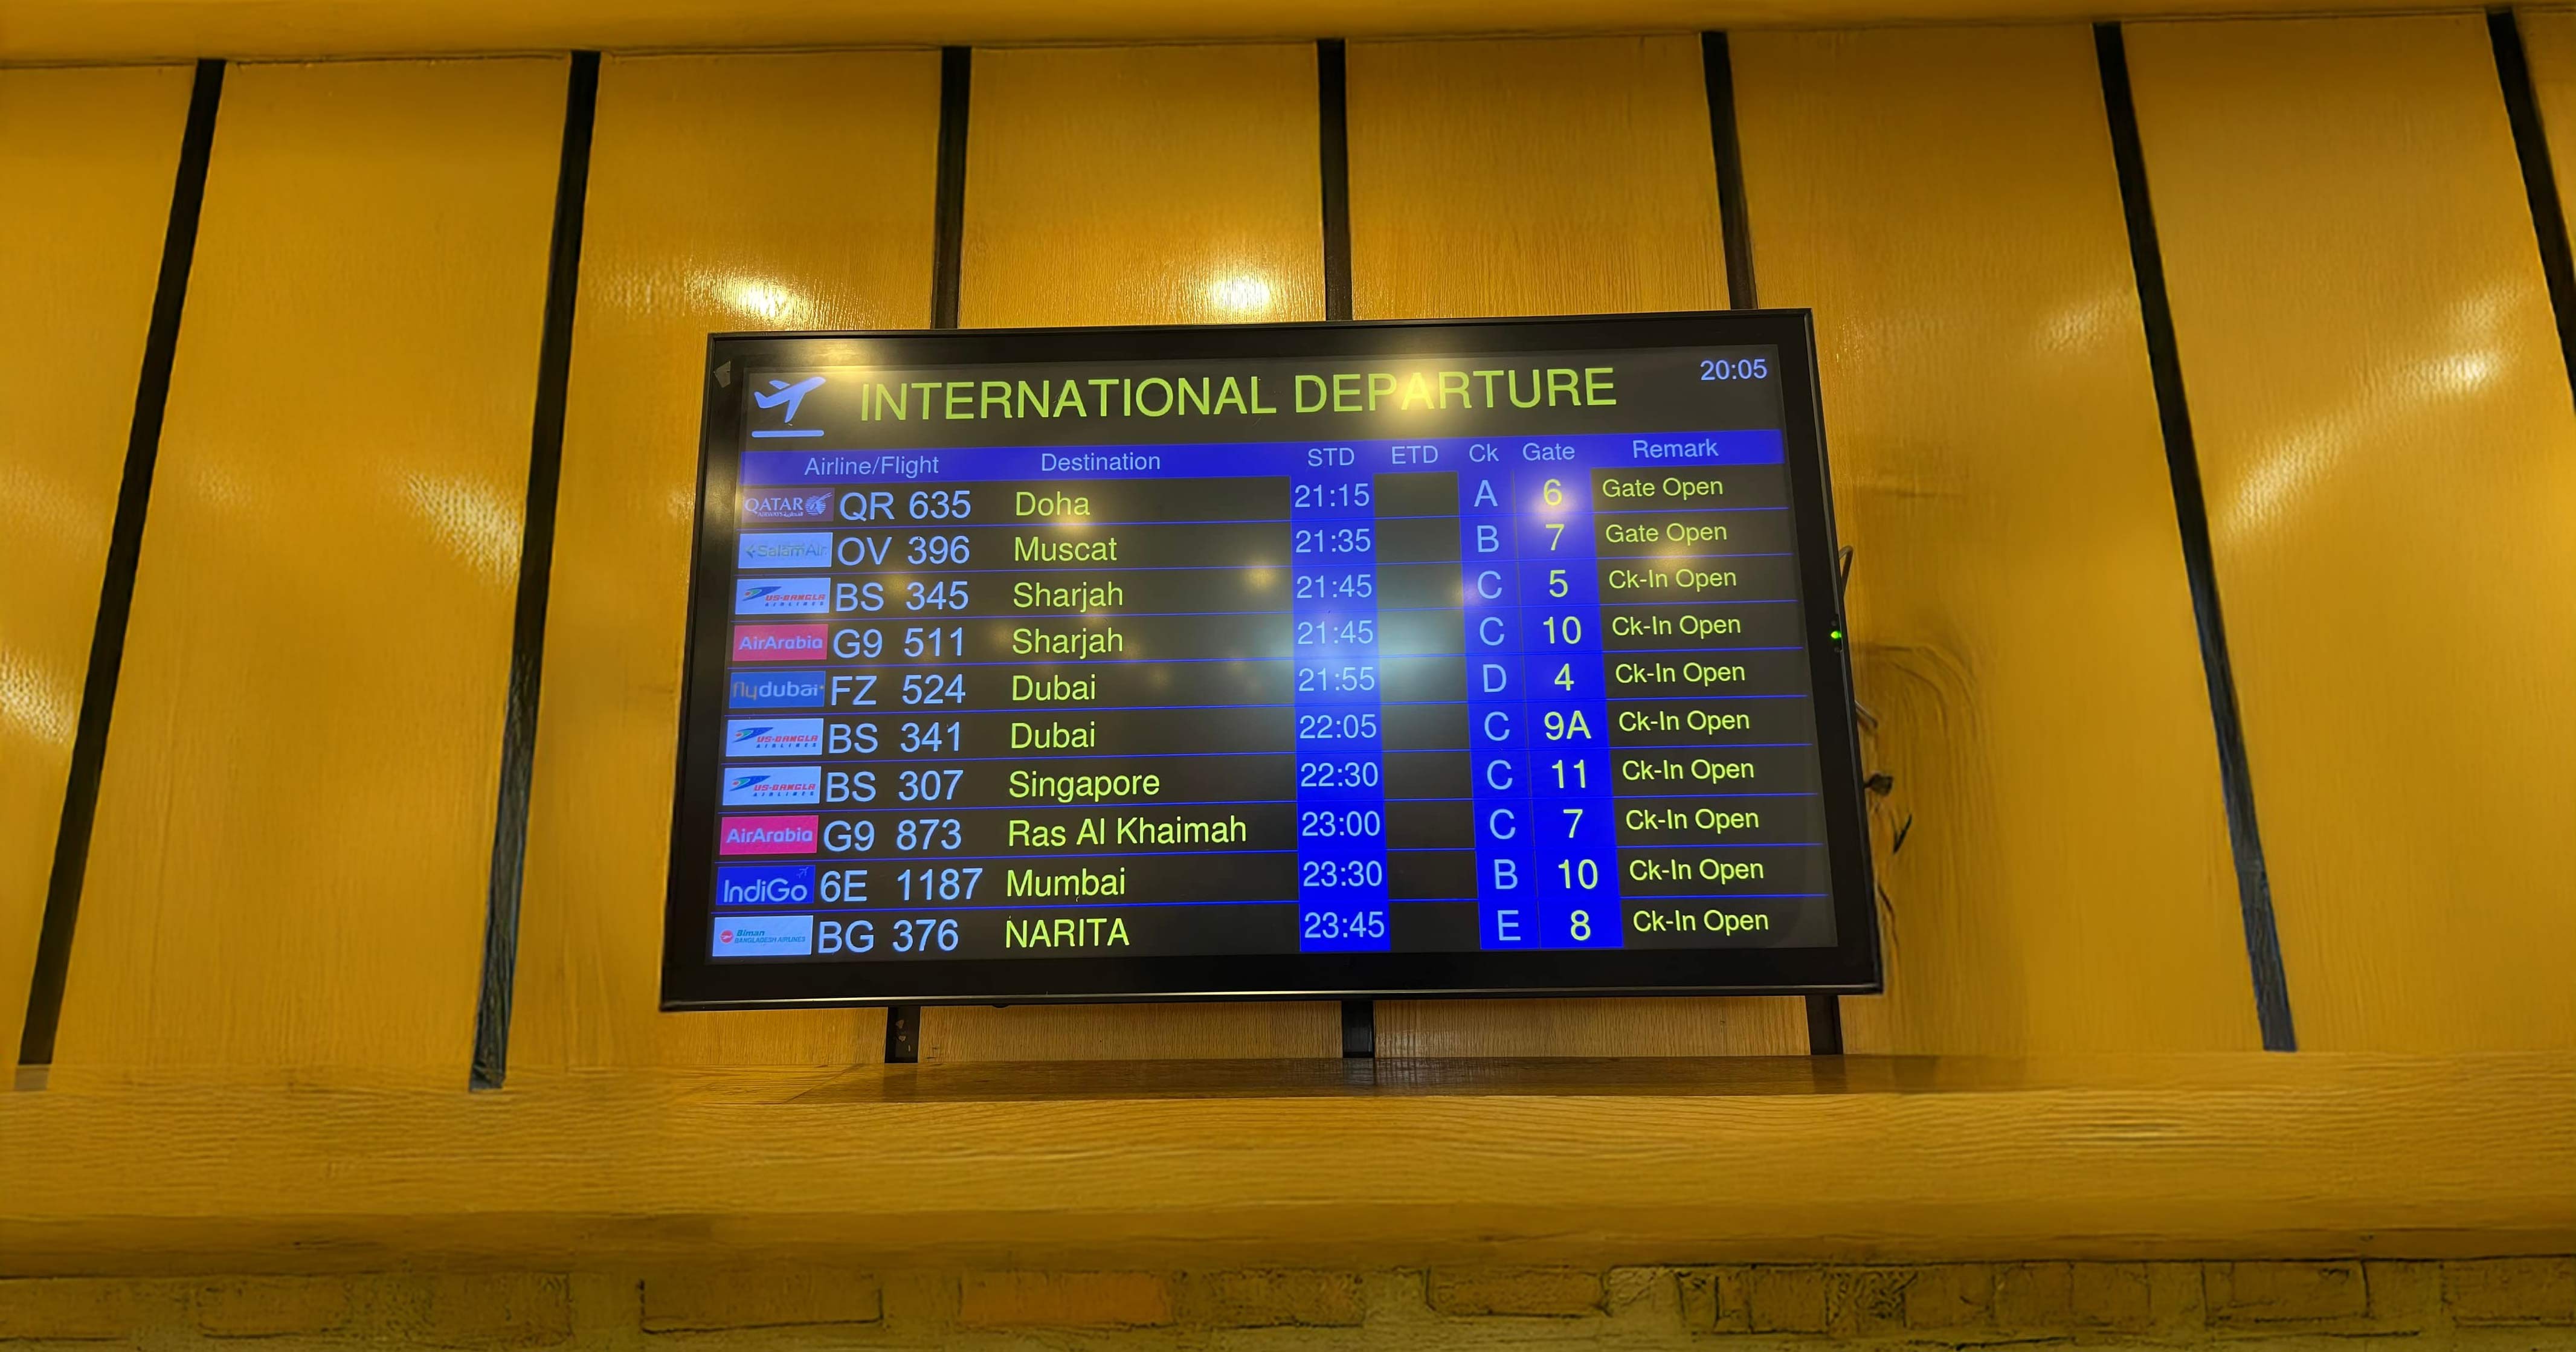 20:05
INTERNATIONAL DEPARTURE
Airline/Flight Destination STD ETD Ck Gate Remark
QATAR AIRWAYS QR 635 Doha 21:15 A 6 Gate Open
SalamAir OV 396 Muscat 21:35 B 7 Gate Open
US-BANGLA AIRLINES BS 345 Sharjah 21:45 C 5 Ck-In Open
AirArabia G9 511 Sharjah 21:45 C 10 Ck-In Open
flydubai FZ 524 Dubai 21:55 D 4 Ck-In Open
US-BANGLA AIRLINES BS 341 Dubai 22:05 C 9A Ck-In Open
US-BANGLA AIRLINES BS 307 Singapore 22:30 C 11 Ck-In Open
AirArabia G9 873 Ras Al Khaimah 23:00 C 7 Ck-In Open
IndiGo 6E 1187 Mumbai 23:30 B 10 Ck-In Open
Biman BANGLADESH AIRLINES BG 376 NARITA 23:45 E 8 Ck-In Open